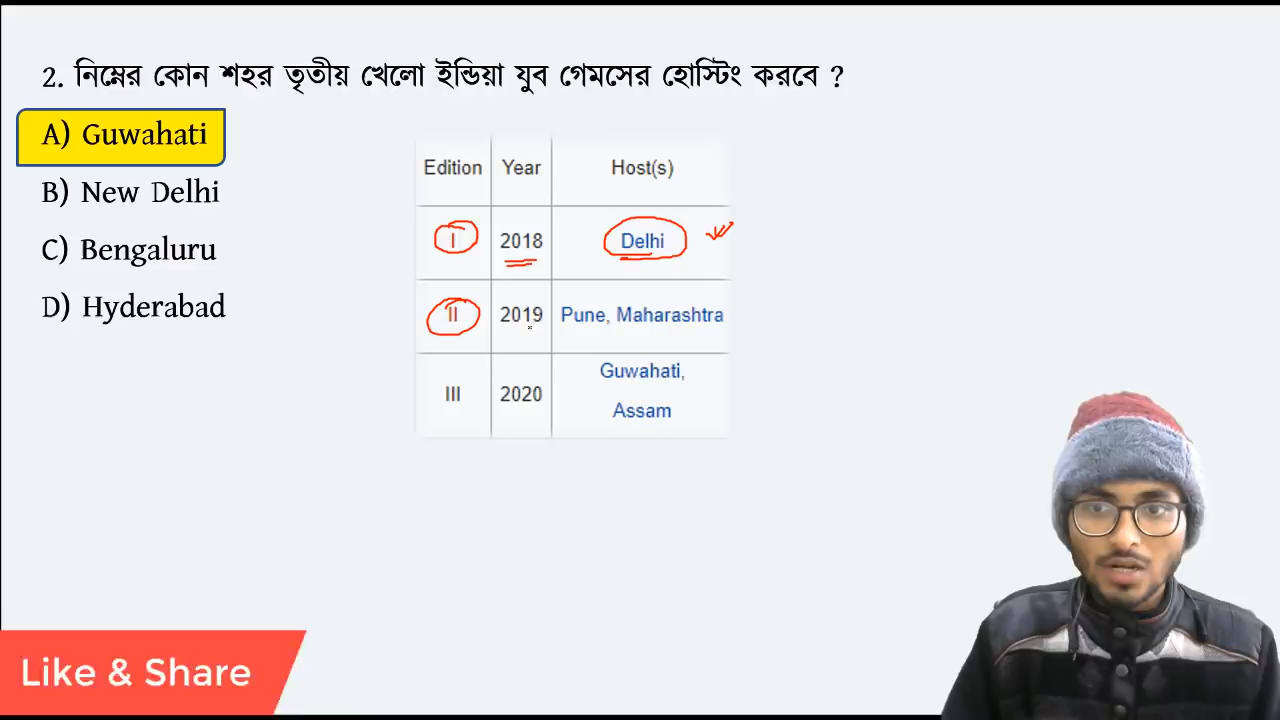 2. নিম্নের কোন শহর তৃতীয় খেলো ইন্ডিয়া যুব গেমসের হোস্টিং করবে ?
A) Guwahati
B) New Delhi
C) Bengaluru
D) Hyderabad
Edition Year Host(s)
I 2018 Delhi
II 2019 Pune, Maharashtra
III 2020 Guwahati,
Assam
Like & Share